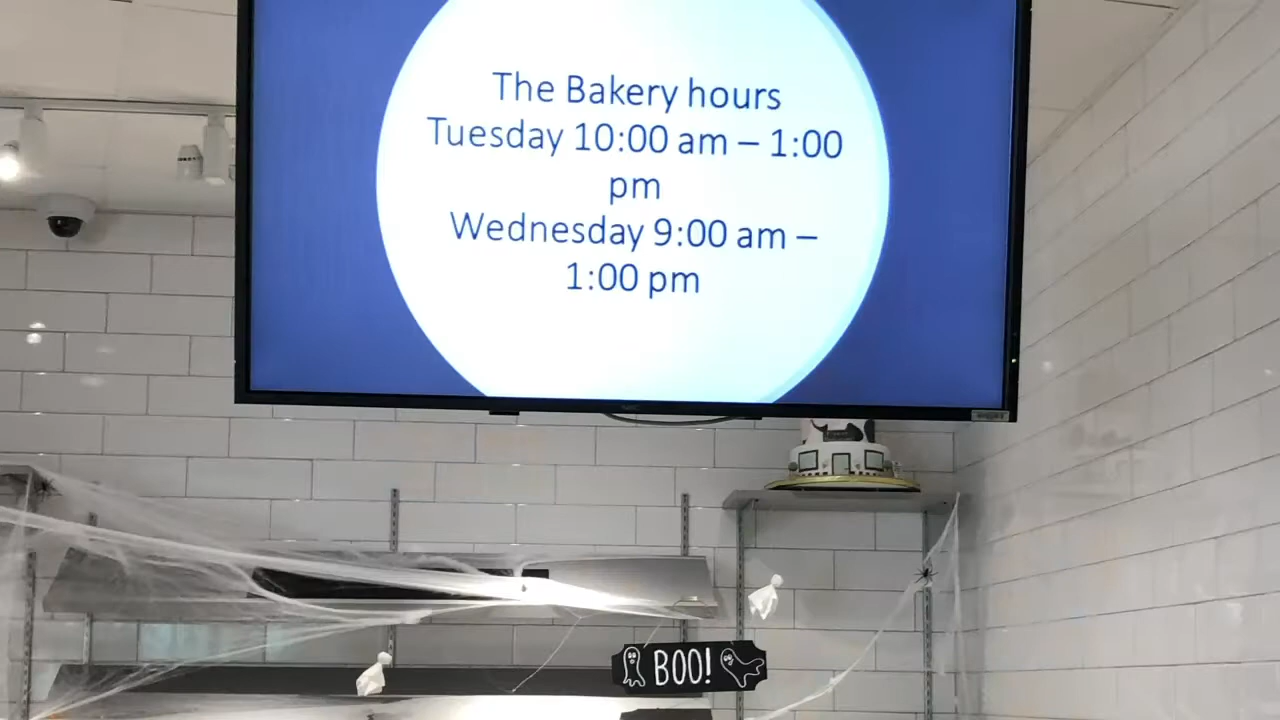 The Bakery hours
Tuesday 10:00 am – 1:00
pm
Wednesday 9:00 am –
1:00 pm
BOO!